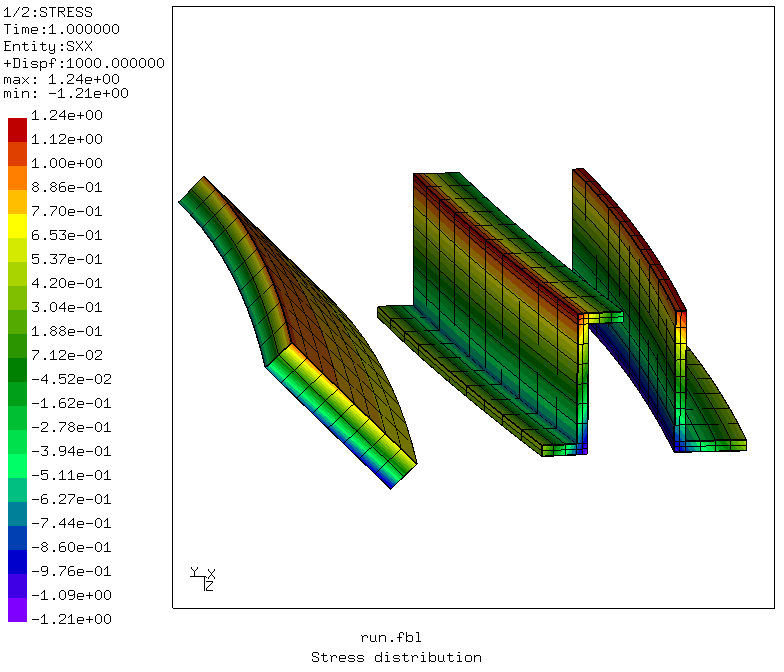 1/2:STRESS
Time:1.000000
Entity:SXX
+Dispf:1000.000000
max: 1.24e+00
min: -1.21e+00
1.24e+00
1.12e+00
1.00e+00
8.86e-01
7.70e-01
6.53e-01
5.37e-01
4.20e-01
3.04e-01
1.88e-01
7.12e-02
-4.52e-02
-1.62e-01
-2.78e-01
-3.94e-01
-5.11e-01
-6.27e-01
-7.44e-01
-8.60e-01
-9.76e-01
-1.09e+00
-1.21e+00
Y X
Z
run.fbl
Stress distribution